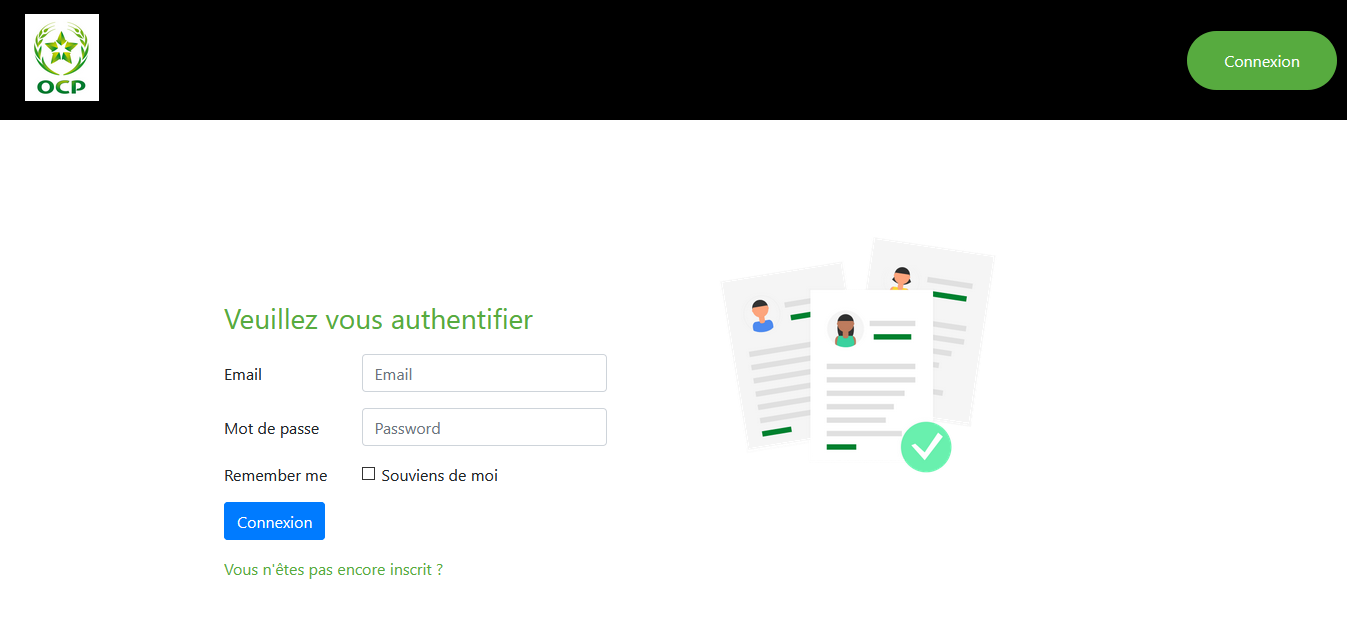 OCP
Connexion
Veuillez vous authentifier
Email Email
Mot de passe Password
Remember me Souviens de moi
Connexion
Vous n'êtes pas encore inscrit ?